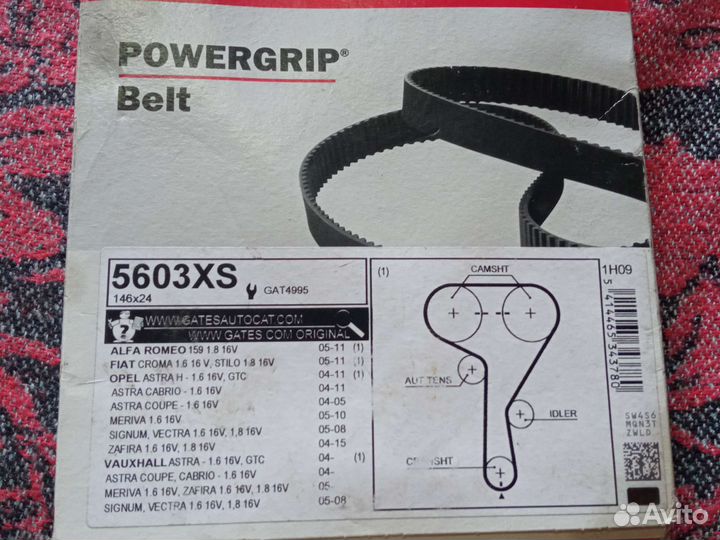 POWERGRIP®
Belt
5603XS
146x24
GAT4995
WWW.GATESAUTOCAT.COM
WWW.GATES.COM ORIGINAL
ALFA ROMEO 159 1.8 16V 05-11 (1)
FIAT CROMA 1.6 16 V, STILO 1.8 16V 05-11 (1)
OPEL ASTRA H - 1.6 16V, GTC 04-11 (1)
ASTRA CABRIO - 1.6 16V 04-11
ASTRA COUPE - 1.6 16V 04-05
MERIVA 1.6 16V 05-10
SIGNUM, VECTRA 1.6 16V, 1,8 16V 05-08
ZAFIRA 1.6 16V, 1.8 16V 04-15
VAUXHALL ASTRA - 1.6 16V, GTC 04- (1)
ASTRA COUPE, CABRIO - 1.6 16V 04-
MERIVA 1.6 16V, ZAFIRA 1.6 16V, 1.8 16V 05-
SIGNUM, VECTRA 1.6 16V, 1.8 16V 05-08
(1)
CAMSHT
AUT.TENS
IDLER
CRANKSHT
1H09
5414465343780
SW4S6
MQN3T
ZWLD
Avito